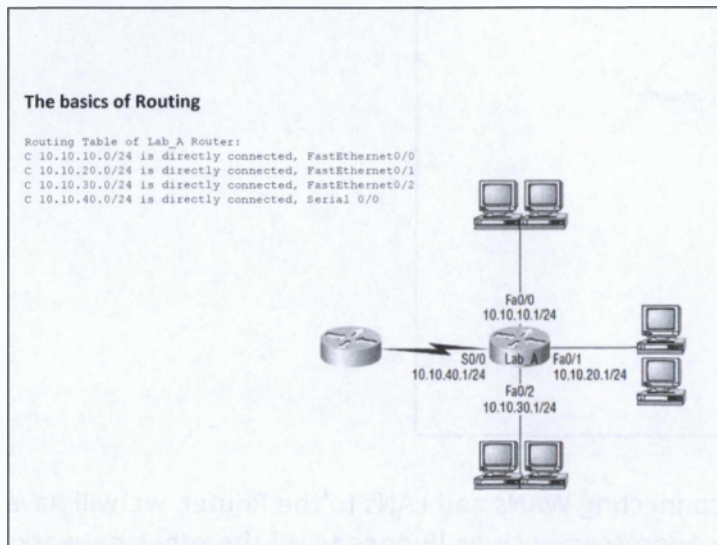 The basics of Routing
Routing Table of Lab_A Router:
C 10.10.10.0/24 is directly connected, FastEthernet0/0
C 10.10.20.0/24 is directly connected, FastEthernet0/1
C 10.10.30.0/24 is directly connected, FastEthernet0/2
C 10.10.40.0/24 is directly connected, Serial 0/0
Fa0/0
10.10.10.1/24
S0/0 Lab_A Fa0/1
10.10.40.1/24 10.10.20.1/24
Fa0/2
10.10.30.1/24